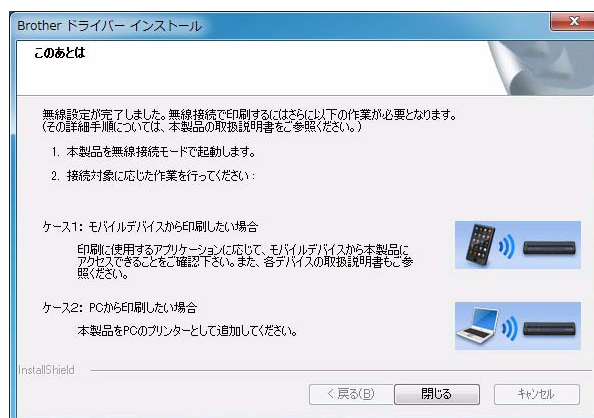 Brother ドライバー インストール
このあとは
無線設定が完了しました。無線接続で印刷するにはさらに以下の作業が必要となります。
(その詳細手順については、本製品の取扱説明書をご参照ください。)
1. 本製品を無線接続モードで起動します。
2. 接続対象に応じた作業を行ってください：
ケース1: モバイルデバイスから印刷したい場合
印刷に使用するアプリケーションに応じて、モバイルデバイスから本製品に
アクセスできることをご確認下さい。また、各デバイスの取扱説明書もご参
照ください。
ケース2: PCから印刷したい場合
本製品をPCのプリンターとして追加してください。
InstallShield
< 戻る(B)
閉じる
キャンセル